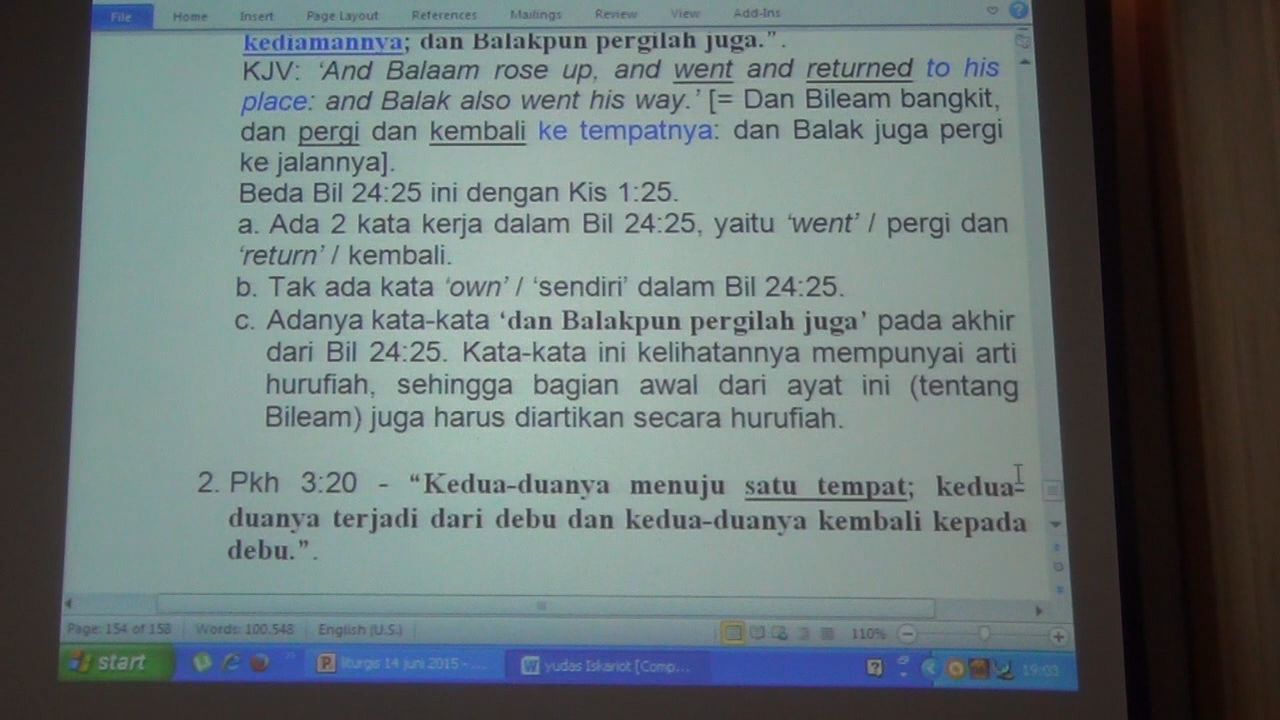 File Home Insert Page Layout References Mailings Review View Add-Ins
kediamannya; dan Balakpun pergilah juga.”.
KJV: ‘And Balaam rose up, and went and returned to his
place: and Balak also went his way.’ [= Dan Bileam bangkit,
dan pergi dan kembali ke tempatnya: dan Balak juga pergi
ke jalannya].
Beda Bil 24:25 ini dengan Kis 1:25.
a. Ada 2 kata kerja dalam Bil 24:25, yaitu ‘went’ / pergi dan
‘return’ / kembali.
b. Tak ada kata ‘own’ / ‘sendiri’ dalam Bil 24:25.
c. Adanya kata-kata ‘dan Balakpun pergilah juga’ pada akhir
dari Bil 24:25. Kata-kata ini kelihatannya mempunyai arti
hurufiah, sehingga bagian awal dari ayat ini (tentang
Bileam) juga harus diartikan secara hurufiah.
2. Pkh 3:20 - “Kedua-duanya menuju satu tempat; kedua-
duanya terjadi dari debu dan kedua-duanya kembali kepada
debu.”.
Page: 154 of 158 Words: 100.548 English (U.S.) 110%
start liturgis 14 juni 2015 - ... yudas Iskariot [Comp... 19:03